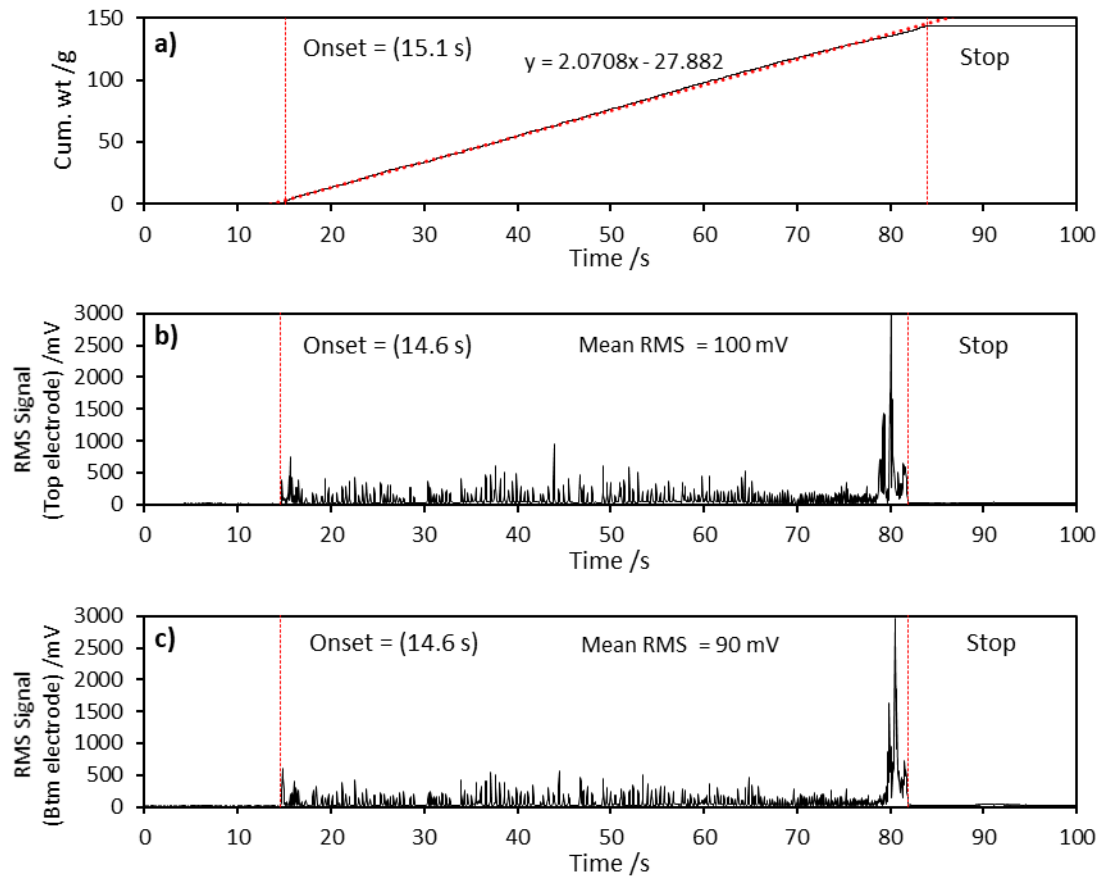 Cum. wt /g
150
100
50
0
a)
Onset = (15.1 s)
y = 2.0708x - 27.882
Stop
0 10 20 30 40 50 60 70 80 90 100
Time /s
RMS Signal
(Top electrode) /mV
3000
2500
2000
1500
1000
500
0
b)
Onset = (14.6 s)
Mean RMS = 100 mV
Stop
0 10 20 30 40 50 60 70 80 90 100
Time /s
RMS Signal
(Btm electrode) /mV
3000
2500
2000
1500
1000
500
0
c)
Onset = (14.6 s)
Mean RMS = 90 mV
Stop
0 10 20 30 40 50 60 70 80 90 100
Time /s